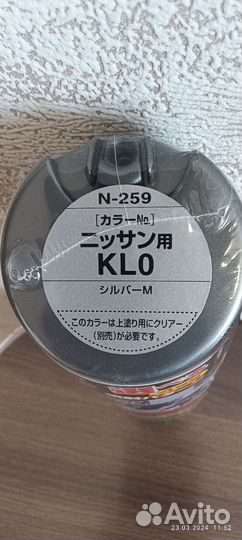 N-259
[カラーNo.]
ニッサン用
KL0
シルバーM
このカラーは上塗り用にクリアー
(別売)が必要です。
Avito
23.03.2024 11:52